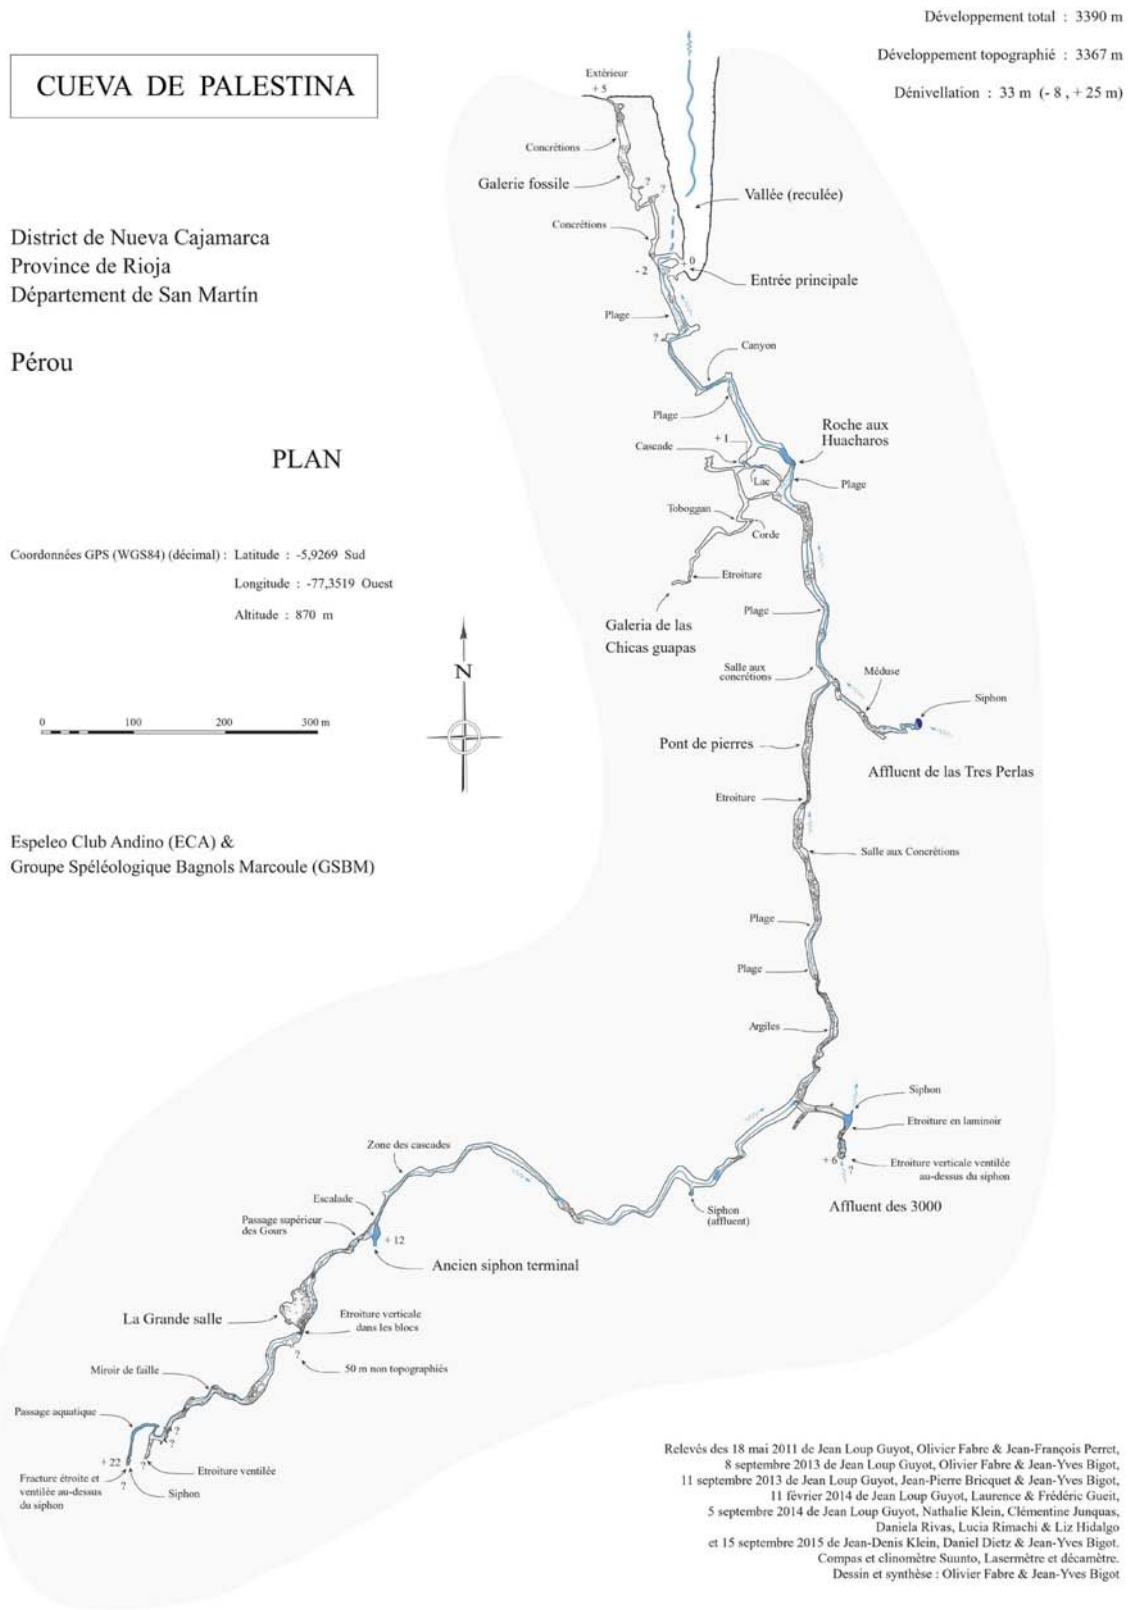 Développement total : 3390 m
Développement topographié : 3367 m
Dénivellation : 33 m (- 8 , + 25 m)
CUEVA DE PALESTINA
District de Nueva Cajamarca
Province de Rioja
Département de San Martín
Pérou
PLAN
Coordonnées GPS (WGS84) (décimal) : Latitude : -5,9269 Sud
Longitude : -77,3519 Ouest
Altitude : 870 m
N
0 100 200 300 m
Espeleo Club Andino (ECA) &
Groupe Spéléologique Bagnols Marcoule (GSBM)
Extérieur
+ 5
Concrétions
Galerie fossile
?
?
Vallée (reculée)
Concrétions
- 2
+ 0
Entrée principale
Plage
?
Canyon
Plage
Roche aux
Huacharos
+ 1
Cascade
Lac
Plage
Toboggan
Corde
Etroiture
Plage
Galeria de las
Chicas guapas
Salle aux
concrétions
Méduse
Siphon
Pont de pierres
Affluent de las Tres Perlas
Etroiture
Salle aux Concrétions
Plage
Plage
Argiles
Siphon
Etroiture en laminoir
+ 6
?
Etroiture verticale ventilée
au-dessus du siphon
Affluent des 3000
Siphon
(affluent)
Zone des cascades
Escalade
Passage supérieur
des Gours
+ 12
Ancien siphon terminal
La Grande salle
Etroiture verticale
dans les blocs
?
50 m non topographiés
Miroir de faille
Passage aquatique
?
?
+ 22
?
Etroiture ventilée
Fracture étroite et
ventilée au-dessus
du siphon
?
Siphon
Relevés des 18 mai 2011 de Jean Loup Guyot, Olivier Fabre & Jean-François Perret,
8 septembre 2013 de Jean Loup Guyot, Olivier Fabre & Jean-Yves Bigot,
11 septembre 2013 de Jean Loup Guyot, Jean-Pierre Bricquet & Jean-Yves Bigot,
11 février 2014 de Jean Loup Guyot, Laurence & Frédéric Gueit,
5 septembre 2014 de Jean Loup Guyot, Nathalie Klein, Clémentine Junquas,
Daniela Rivas, Lucia Rimachi & Liz Hidalgo
et 15 septembre 2015 de Jean-Denis Klein, Daniel Dietz & Jean-Yves Bigot.
Compas et clinomètre Suunto, Lasermètre et décamètre.
Dessin et synthèse : Olivier Fabre & Jean-Yves Bigot